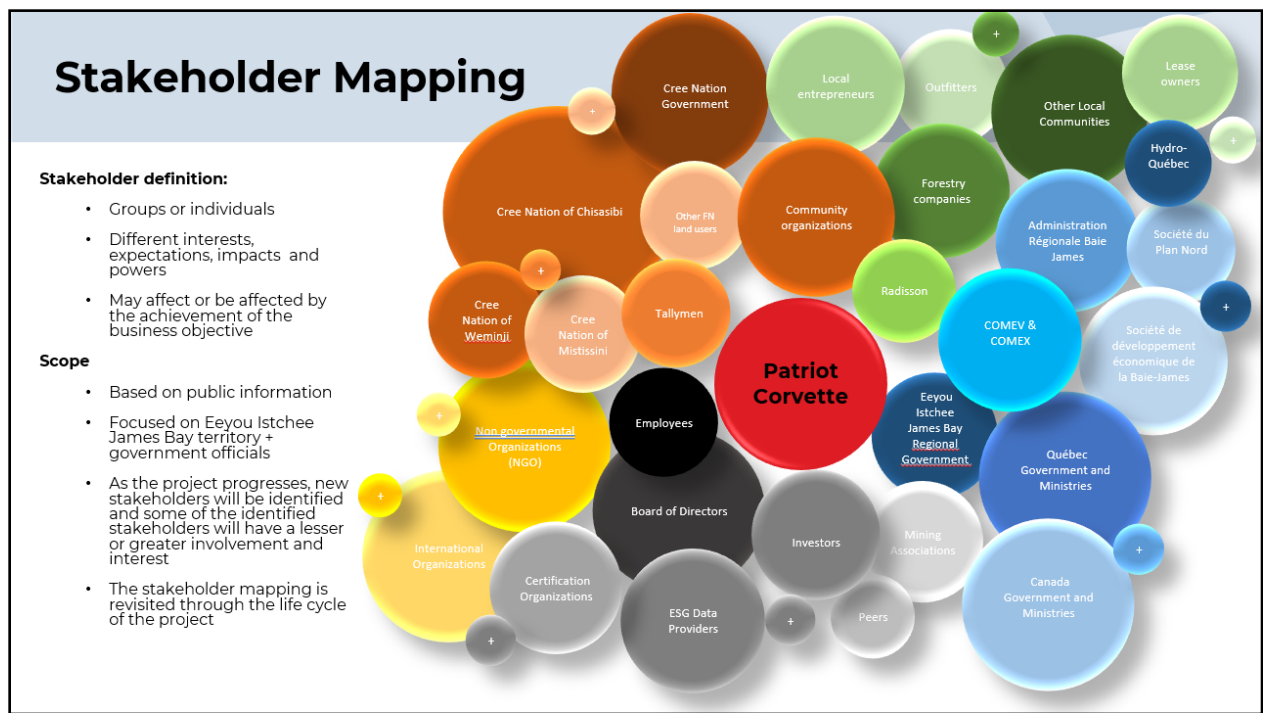 Stakeholder Mapping
Stakeholder definition:
• Groups or individuals
• Different interests,
expectations, impacts and
powers
• May affect or be affected by
the achievement of the
business objective
Scope
• Based on public information
• Focused on Eeyou Istchee
James Bay territory +
government officials
• As the project progresses, new
stakeholders will be identified
and some of the identified
stakeholders will have a lesser
or greater involvement and
interest
• The stakeholder mapping is
revisited through the life cycle
of the project
+
Cree Nation
Government
Local
entrepreneurs
Outfitters
+
Other Local
Communities
Lease
owners
+
Hydro-
Québec
Cree Nation of Chisasibi
Other FN
land users
Community
organizations
Forestry
companies
Administration
Régionale Baie
James
Société du
Plan Nord
+
Cree
Nation of
Weminji
+
Cree
Nation of
Mistissini
Tallymen
Radisson
COMEV &
COMEX
Société de
développement
économique de
la Baie-James
Patriot
Corvette
+
Non governmental
Organizations
(NGO)
Employees
Eeyou
Istchee
James Bay
Regional
Government
Québec
Government and
Ministries
+
International
Organizations
Board of Directors
Investors
Mining
Associations
+
Certification
Organizations
+
ESG Data
Providers
+
Peers
Canada
Government and
Ministries